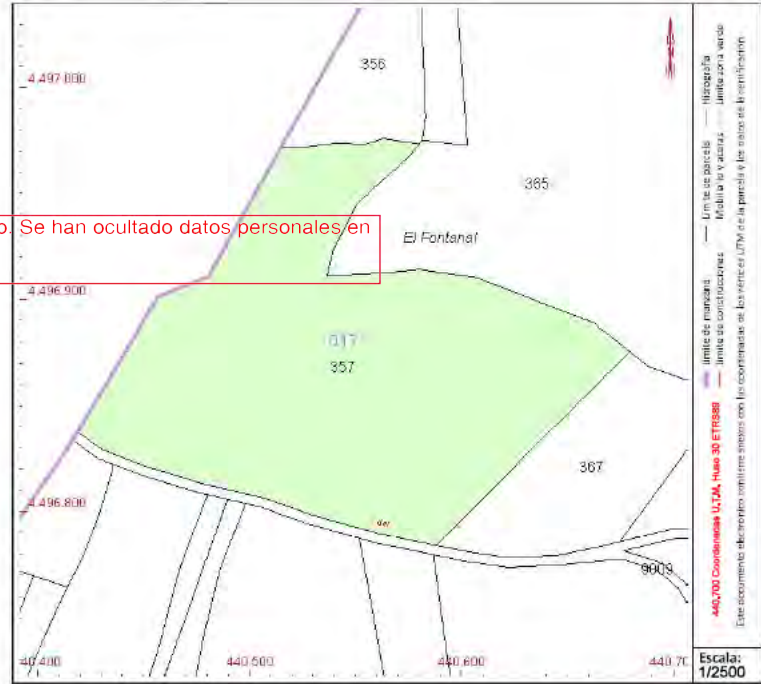 4,497,000
356
365
o. Se han ocultado datos personales en
El Fontanal
4,496,900
017
357
367
4,496,800
9009
40,400
440,500
440,600
440,70
límite de manzana
Límite de parcela
Hidrografía
límite de construcciones
Mobiliario y aceras
Límite zona verde
440,700 Coordenadas U.T.M. Huso 30 ETRS89
Este documento electrónico contiene anexos con las coordenadas de los vértices UTM de la parcela y los datos de la certificación
Escala:
1/2500